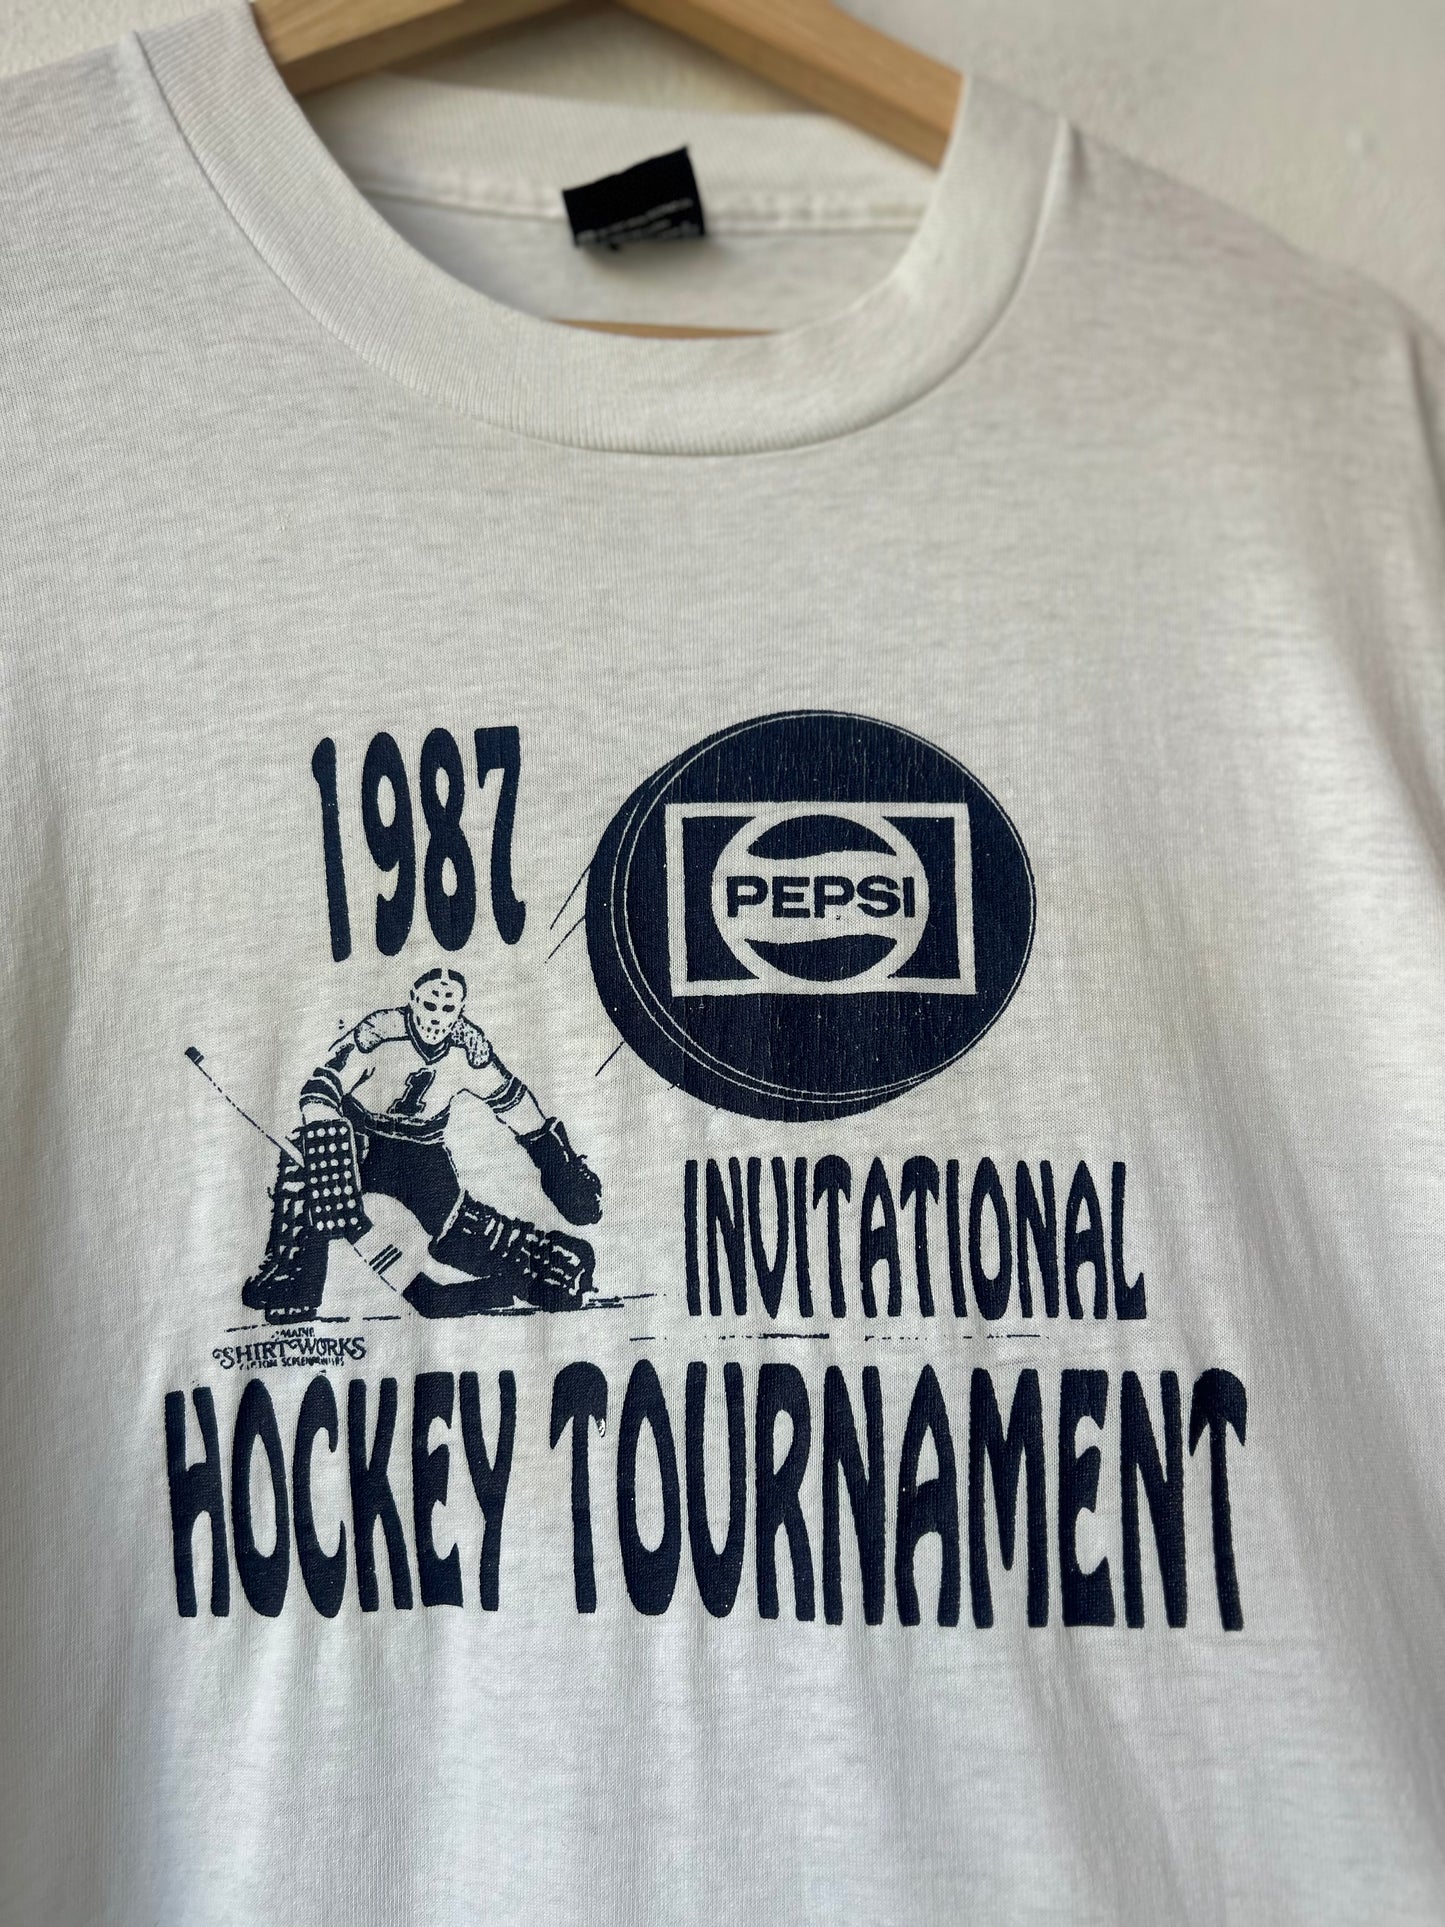 1987
PEPSI
1
INVITATIONAL
MAINE
SHIRT WORKS
HOCKEY TOURNAMENT